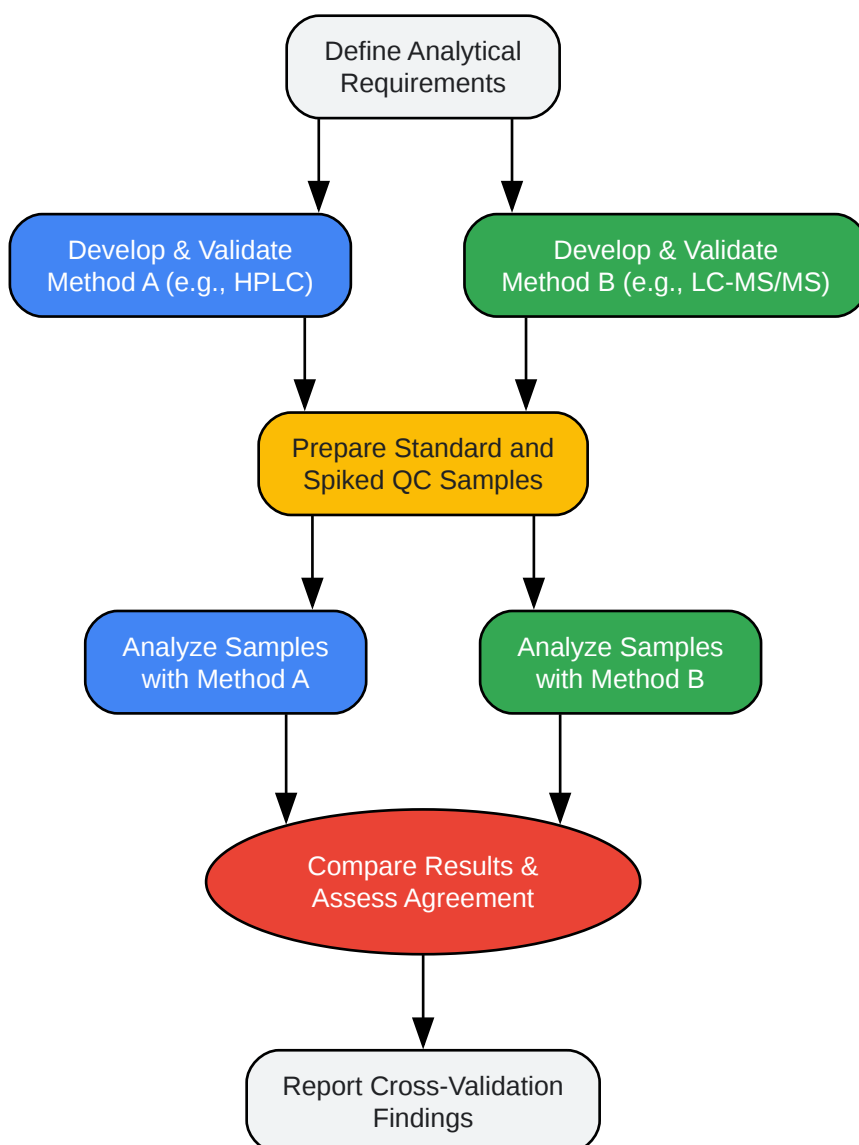 Define Analytical
Requirements
Develop & Validate
Method A (e.g., HPLC)
Develop & Validate
Method B (e.g., LC-MS/MS)
Prepare Standard and
Spiked QC Samples
Analyze Samples
with Method A
Analyze Samples
with Method B
Compare Results &
Assess Agreement
Report Cross-Validation
Findings